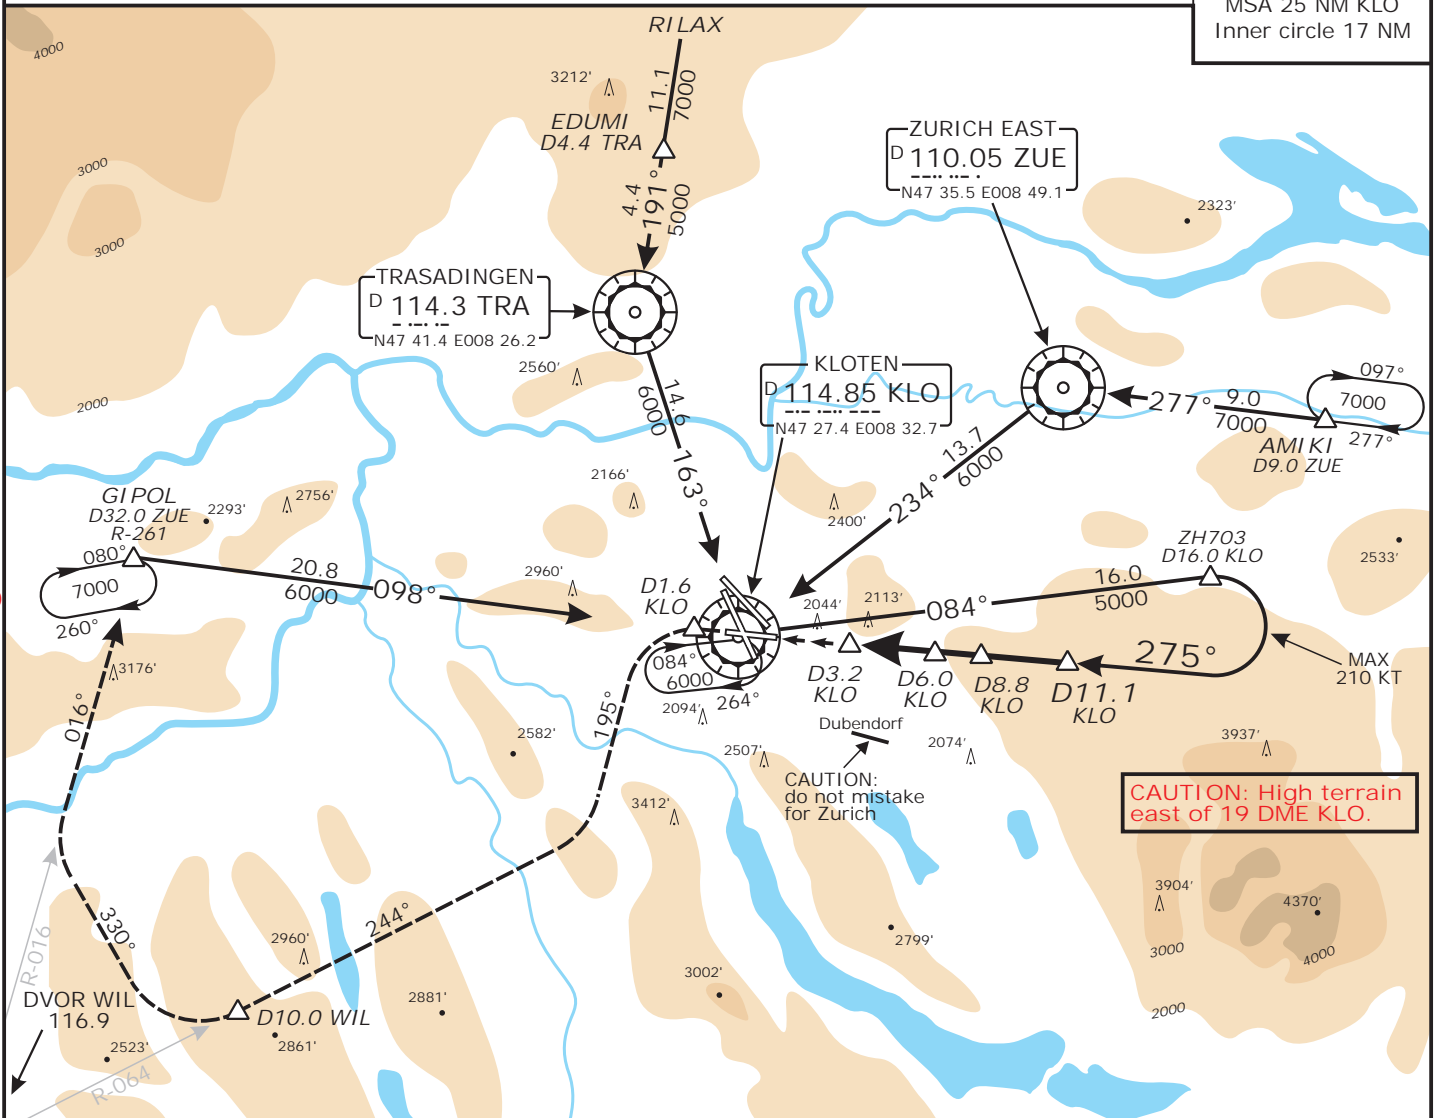 MSA 25 NM KLO
Inner circle 17 NM
4000
RILAX
3212'
11.1
7000
EDUMI
D4.4 TRA
ZURICH EAST
D 110.05 ZUE
N47 35.5 E008 49.1
3000
4.4
191°
5000
2323'
3000
TRASADINGEN
D 114.3 TRA
N47 41.4 E008 26.2
KLOTEN
D 114.85 KLO
N47 27.4 E008 32.7
2560'
14.6
6000
163°
097°
7000
277°
277°
9.0
7000
AMIKI
D9.0 ZUE
2000
13.7
6000
234°
2166'
2400'
GIPOL
D32.0 ZUE
R-261
2293'
2756'
080°
7000
260°
20.8
6000
098°
2960'
D1.6
KLO
2044'
2113'
084°
16.0
5000
ZH703
D16.0 KLO
2533'
084°
6000
264°
2094'
D3.2
KLO
D6.0
KLO
D8.8
KLO
D11.1
KLO
275°
MAX
210 KT
3176'
016°
195°
Dubendorf
2582'
2507'
2074'
3937'
CAUTION:
do not mistake
for Zurich
CAUTION: High terrain
east of 19 DME KLO.
3412'
3904'
4370'
330°
244°
2960'
2799'
3000
4000
R-016
DVOR WIL
116.9
D10.0 WIL
2881'
3002'
2000
2861'
2523'
R-064